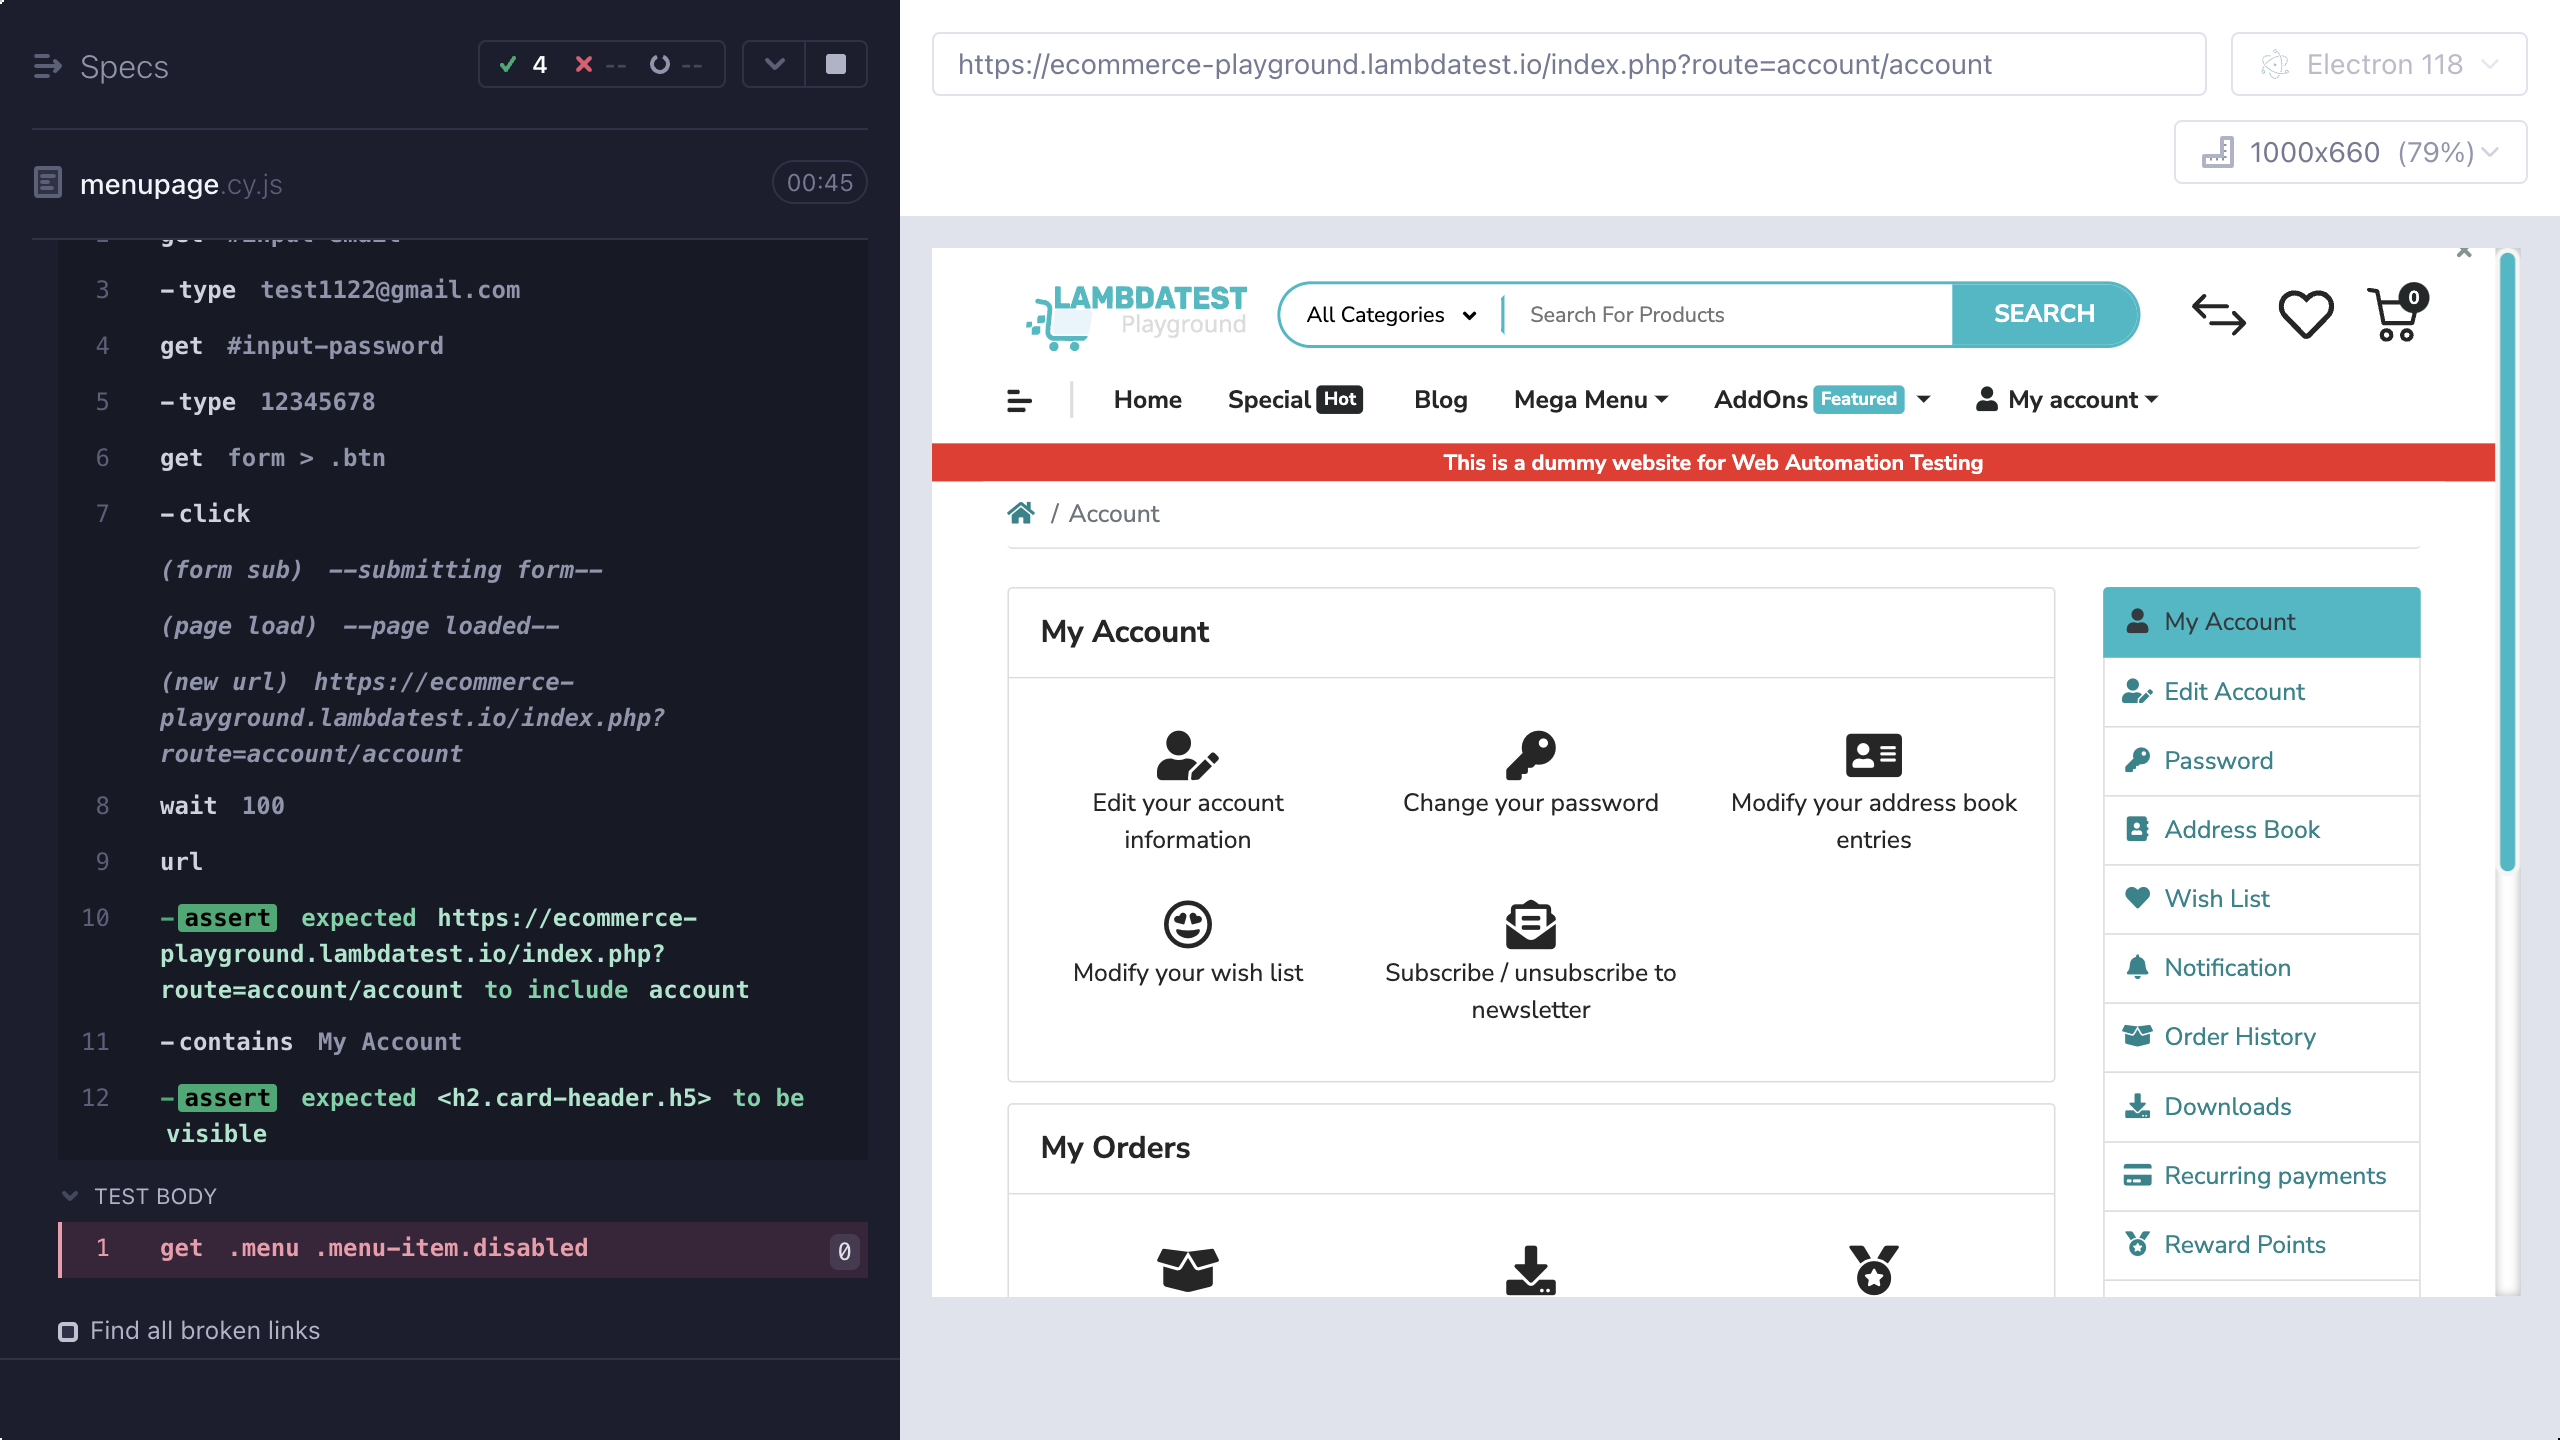 Specs
4 -- --
menupage.cy.js
00:45
2 get #input-email
3 -type test1122@gmail.com
4 get #input-password
5 -type 12345678
6 get form > .btn
7 -click
(form sub) --submitting form--
(page load) --page loaded--
(new url) https://ecommerce-
playground.lambdatest.io/index.php?
route=account/account
8 wait 100
9 url
10 -assert expected https://ecommerce-
playground.lambdatest.io/index.php?
route=account/account to include account
11 -contains My Account
12 -assert expected <h2.card-header.h5> to be
visible
TEST BODY
1 get .menu .menu-item.disabled 0
Find all broken links
https://ecommerce-playground.lambdatest.io/index.php?route=account/account
Electron 118
1000x660 (79%)
LAMBDATEST
Playground
All Categories
Search For Products
SEARCH
0
Home
Special Hot
Blog
Mega Menu
AddOns Featured
My account
This is a dummy website for Web Automation Testing
/ Account
My Account
Edit your account
information
Change your password
Modify your address book
entries
Modify your wish list
Subscribe / unsubscribe to
newsletter
My Orders
My Account
Edit Account
Password
Address Book
Wish List
Notification
Order History
Downloads
Recurring payments
Reward Points